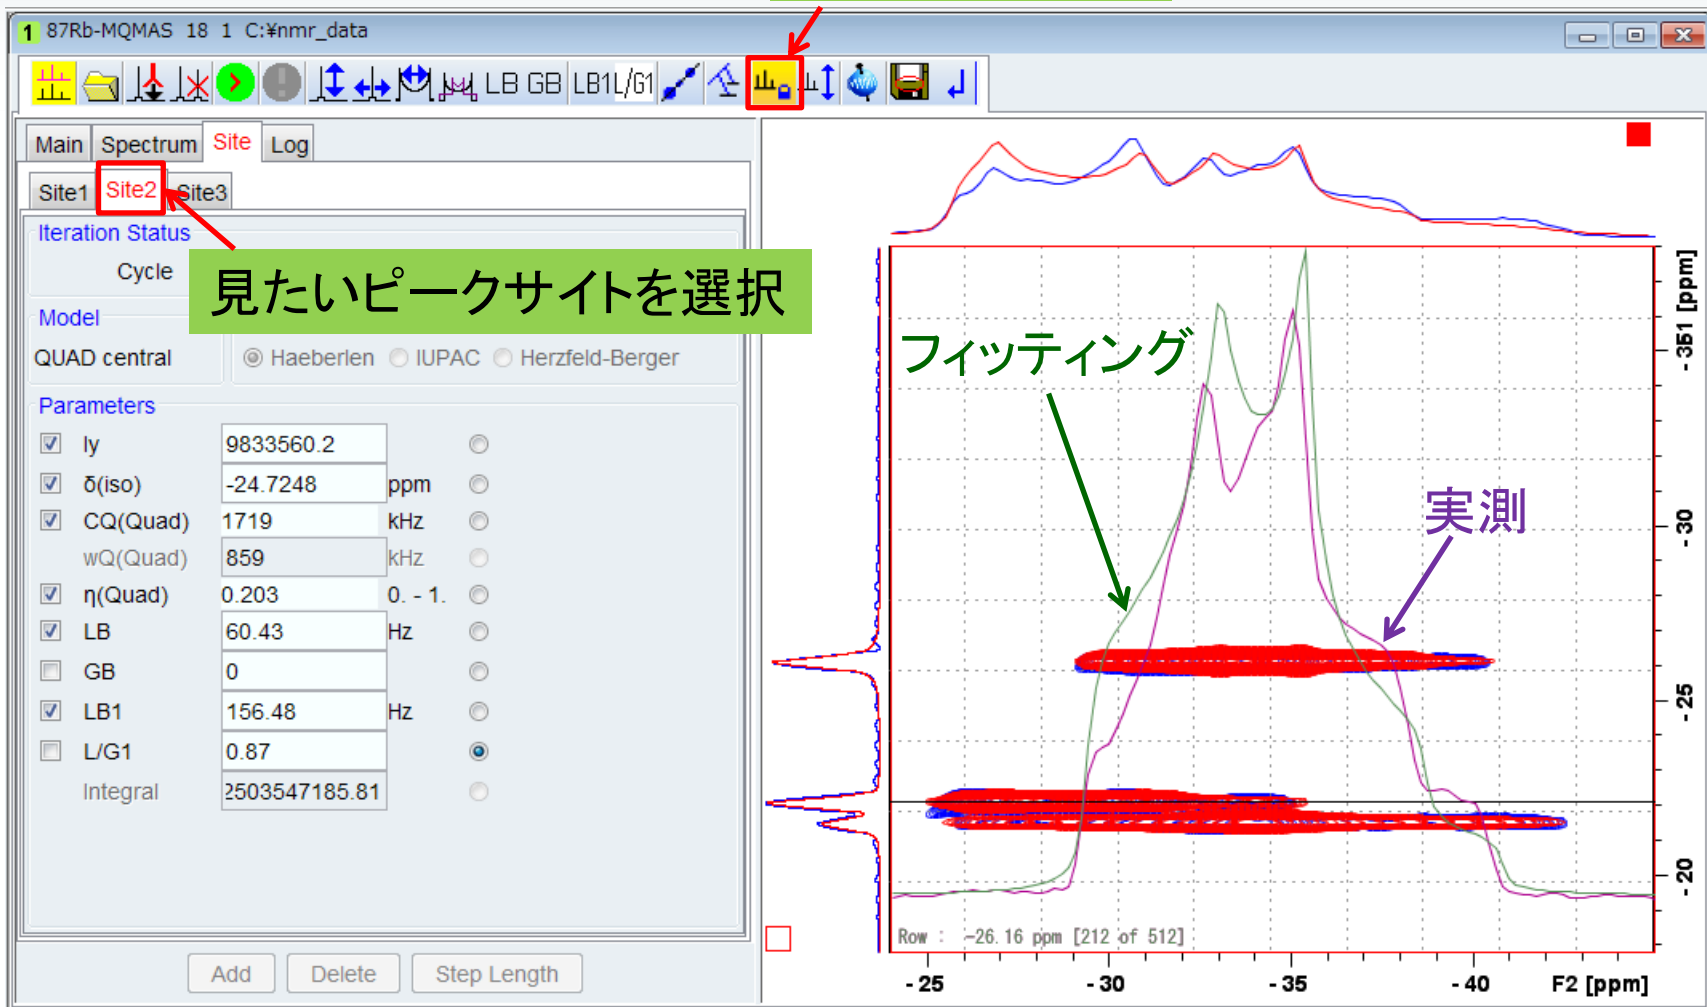 1 87Rb-MQMAS 18 1 C:¥nmr_data
LB GB LB1L/G1
Main Spectrum Site Log
Site1 Site2 Site3
Iteration Status
Cycle
見たいピークサイトを選択
Model
QUAD central Haeberlen IUPAC Herzfeld-Berger
Parameters
Iy 9833560.2
δ(iso) -24.7248 ppm
CQ(Quad) 1719 kHz
wQ(Quad) 859 kHz
η(Quad) 0.203 0. - 1.
LB 60.43 Hz
GB 0
LB1 156.48 Hz
L/G1 0.87
Integral 2503547185.81
Add Delete Step Length
フィッティング
実測
Row : -26.16 ppm [212 of 512]
-25 -30 -35 -40 F2 [ppm]
-20 -25 -30 -351 [ppm]